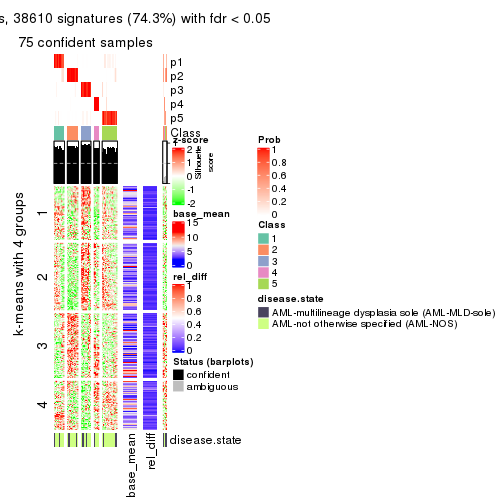 s, 38610 signatures (74.3%) with fdr < 0.05
75 confident samples
p1
p2
p3
p4
p5
Class
z-score
2
1
0
-1
-2
Silhouette
score
1
base_mean
15
10
5
0
rel_diff
1
0.8
0.6
0.4
0.2
0
Status (barplots)
confident
ambiguous
Prob
1
0.8
0.6
0.4
0.2
0
Class
1
2
3
4
5
disease.state
AML-multilineage dysplasia sole (AML-MLD-sole)
AML-not otherwise specified (AML-NOS)
k-means with 4 groups
1
2
3
4
disease.state
base_mean
rel_diff